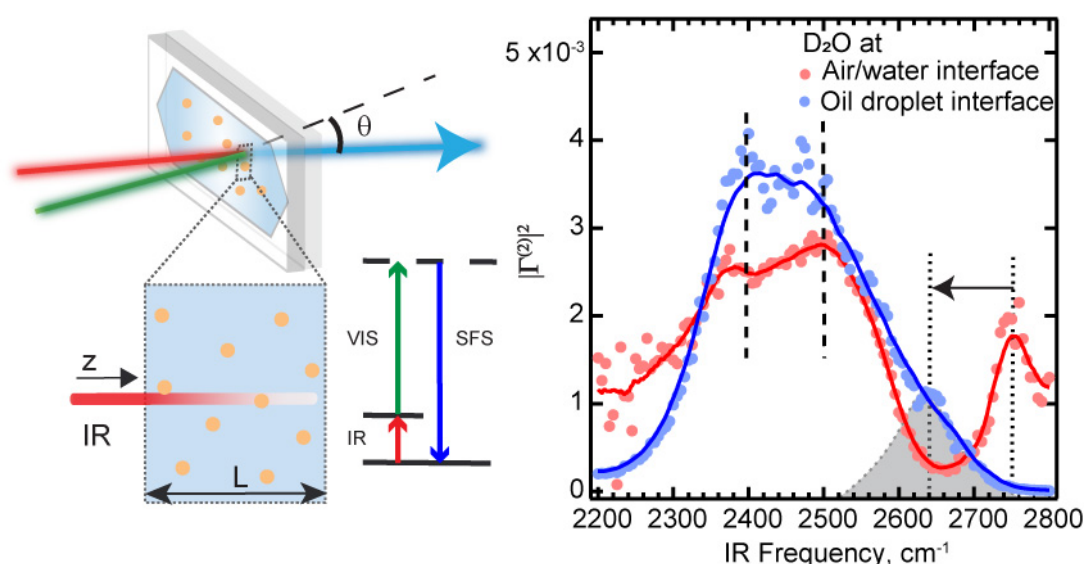 θ
VIS
SFS
IR
z
IR
L
5 x10⁻³
4
3
2
1
0
|Γ⁽²⁾|²
D₂O at
Air/water interface
Oil droplet interface
2200 2300 2400 2500 2600 2700 2800
IR Frequency, cm⁻¹